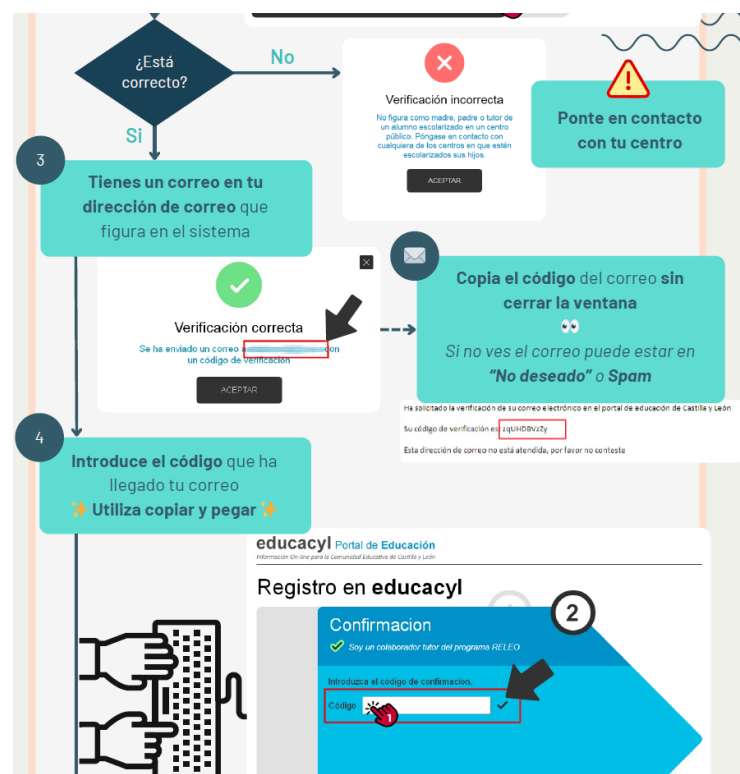 ¿Está
correcto?
No
Si
Verificación incorrecta
No figura como madre, padre o tutor de
un alumno escolarizado en un centro
público. Póngase en contacto con
cualquiera de los centros en que estén
escolarizados sus hijos.
ACEPTAR
Ponte en contacto
con tu centro
3
Tienes un correo en tu
dirección de correo que
figura en el sistema
Verificación correcta
Se ha enviado un correo a con
un código de verificación
ACEPTAR
Copia el código del correo sin
cerrar la ventana
Si no ves el correo puede estar en
“No deseado” o Spam
Ha solicitado la verificación de su correo electrónico en el portal de educación de Castilla y León
Su código de verificación es: zqUHDBVzZy
Esta dirección de correo no está atendida, por favor no conteste
4
Introduce el código que ha
llegado tu correo
Utiliza copiar y pegar
educacyl Portal de Educación
Información On-line para la Comunidad Educativa de Castilla y León
Registro en educacyl
2
Confirmacion
Soy un colaborador tutor del programa RELEO
Introduzca el código de confirmación.
Código
1